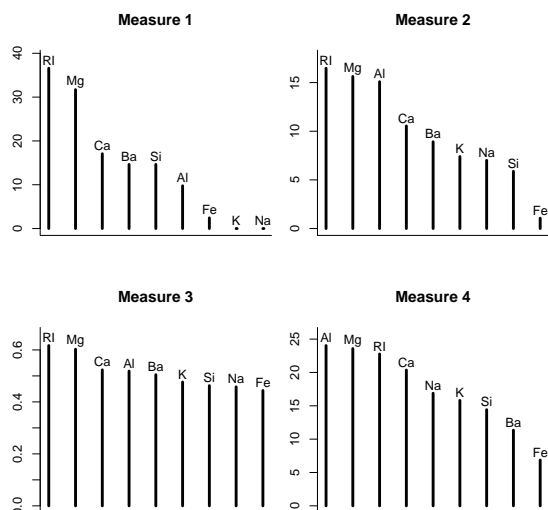 Measure 1
40
30
20
10
0
RI
Mg
Ca
Ba
Si
Al
Fe
K
Na
Measure 2
15
10
5
0
RI
Mg
Al
Ca
Ba
K
Na
Si
Fe
Measure 3
0.6
0.4
0.2
0.0
RI
Mg
Ca
Al
Ba
K
Si
Na
Fe
Measure 4
25
20
15
10
5
0
Al
Mg
RI
Ca
Na
K
Si
Ba
Fe